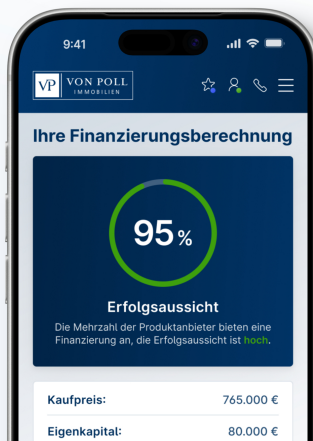 9:41
VP VON POLL
IMMOBILIEN
Ihre Finanzierungsberechnung
95%
Erfolgsaussicht
Die Mehrzahl der Produktanbieter bieten eine
Finanzierung an, die Erfolgsaussicht ist hoch.
Kaufpreis: 765.000 €
Eigenkapital: 80.000 €